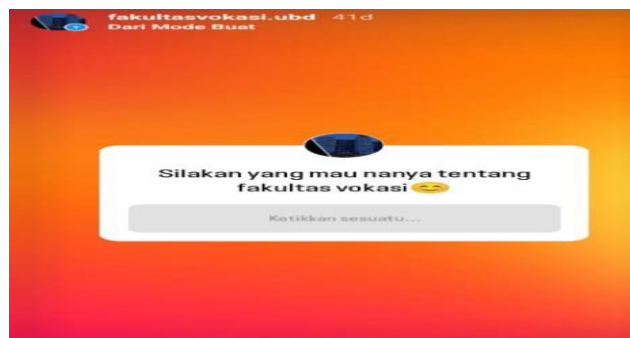 fakultasvokasi.ubd 41d
Dari Mode Buat
Silakan yang mau nanya tentang
fakultas vokasi 😊
Ketikkan sesuatu...